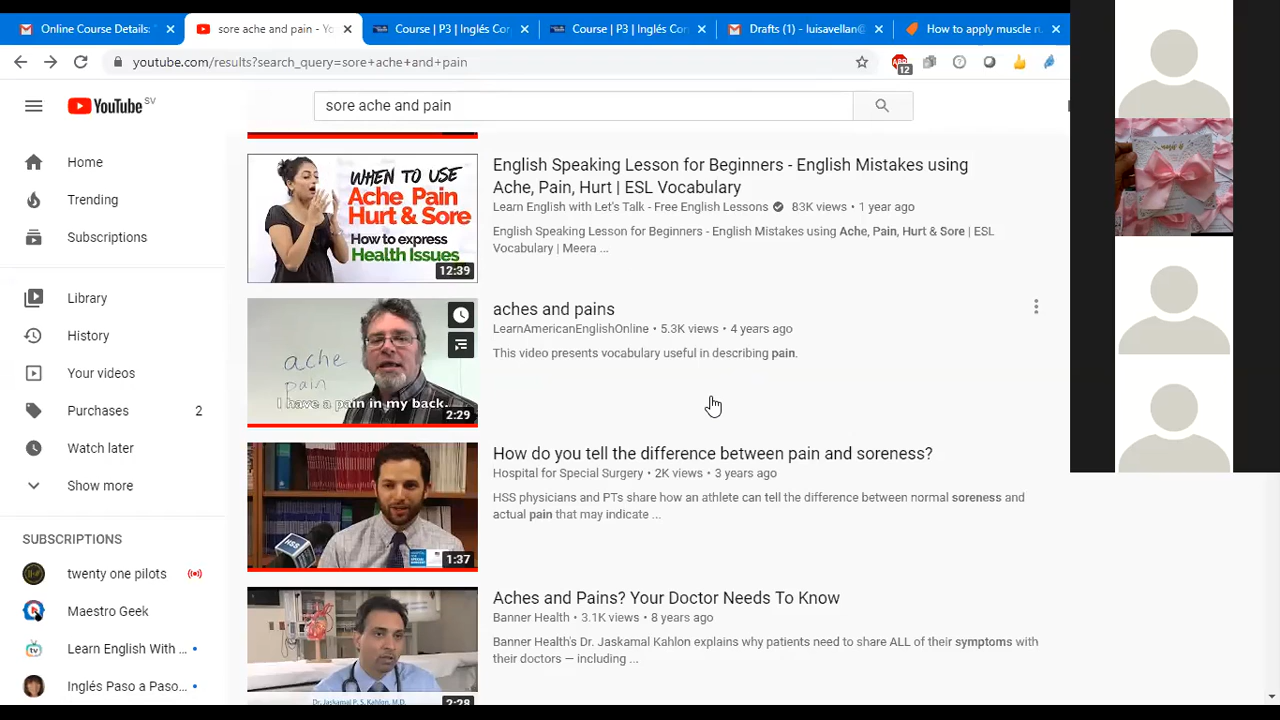 Online Course Details:
sore ache and pain - Yo
Course | P3 | Inglés Cor
Course | P3 | Inglés Cor
Drafts (1) - luisavellan
How to apply muscle ru
youtube.com/results?search_query=sore+ache+and+pain
ABP
12
YouTube SV
sore ache and pain
Home
Trending
Subscriptions
Library
History
Your videos
Purchases 2
Watch later
Show more
SUBSCRIPTIONS
twenty one pilots
Maestro Geek
Learn English With ...
Inglés Paso a Paso...
WHEN TO USE
Ache Pain
Hurt & Sore
How to express
Health Issues
12:39
English Speaking Lesson for Beginners - English Mistakes using
Ache, Pain, Hurt | ESL Vocabulary
Learn English with Let's Talk - Free English Lessons 83K views • 1 year ago
English Speaking Lesson for Beginners - English Mistakes using Ache, Pain, Hurt & Sore | ESL
Vocabulary | Meera ...
ache
pain
I have a pain in my back.
2:29
aches and pains
LearnAmericanEnglishOnline • 5.3K views • 4 years ago
This video presents vocabulary useful in describing pain.
HSS
1:37
How do you tell the difference between pain and soreness?
Hospital for Special Surgery • 2K views • 3 years ago
HSS physicians and PTs share how an athlete can tell the difference between normal soreness and
actual pain that may indicate ...
Dr. Jaskamal P. S. Kahlon, M.D.
2:28
Aches and Pains? Your Doctor Needs To Know
Banner Health • 3.1K views • 8 years ago
Banner Health's Dr. Jaskamal Kahlon explains why patients need to share ALL of their symptoms with
their doctors — including ...